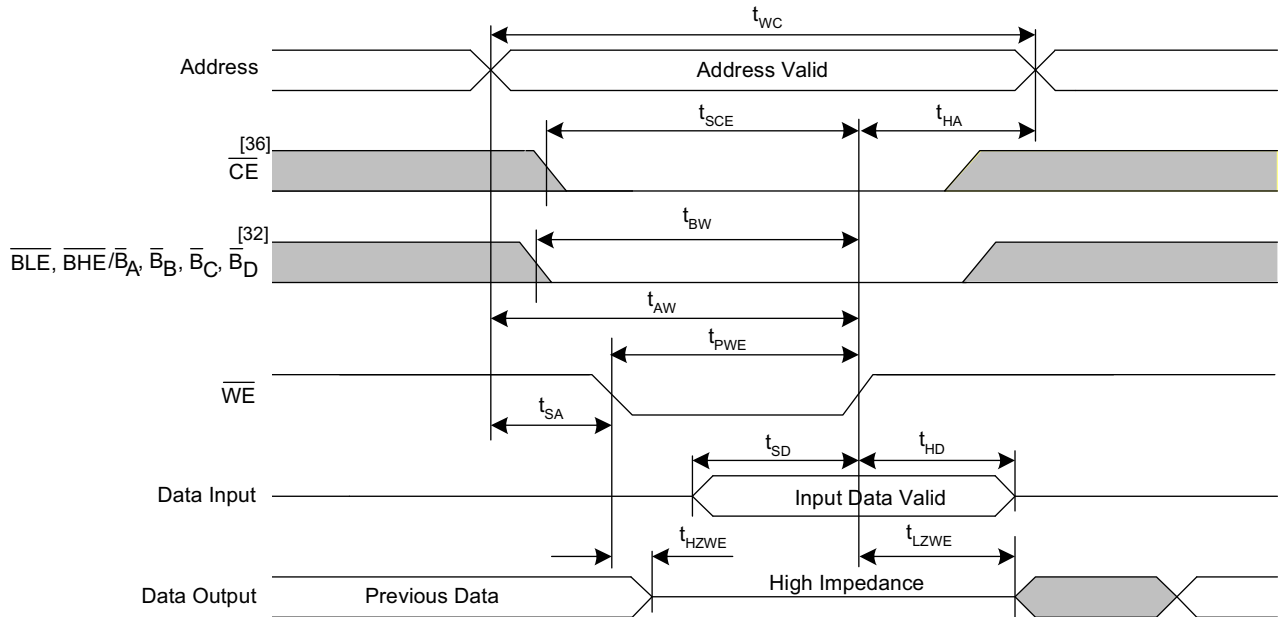 tWC
Address
Address Valid
tSCE
tHA
[36]
CE
tBW
[32]
BLE, BHE/BA, BB, BC, BD
tAW
tPWE
WE
tSA
tSD
tHD
Data Input
Input Data Valid
tHZWE
tLZWE
Data Output
Previous Data
High Impedance